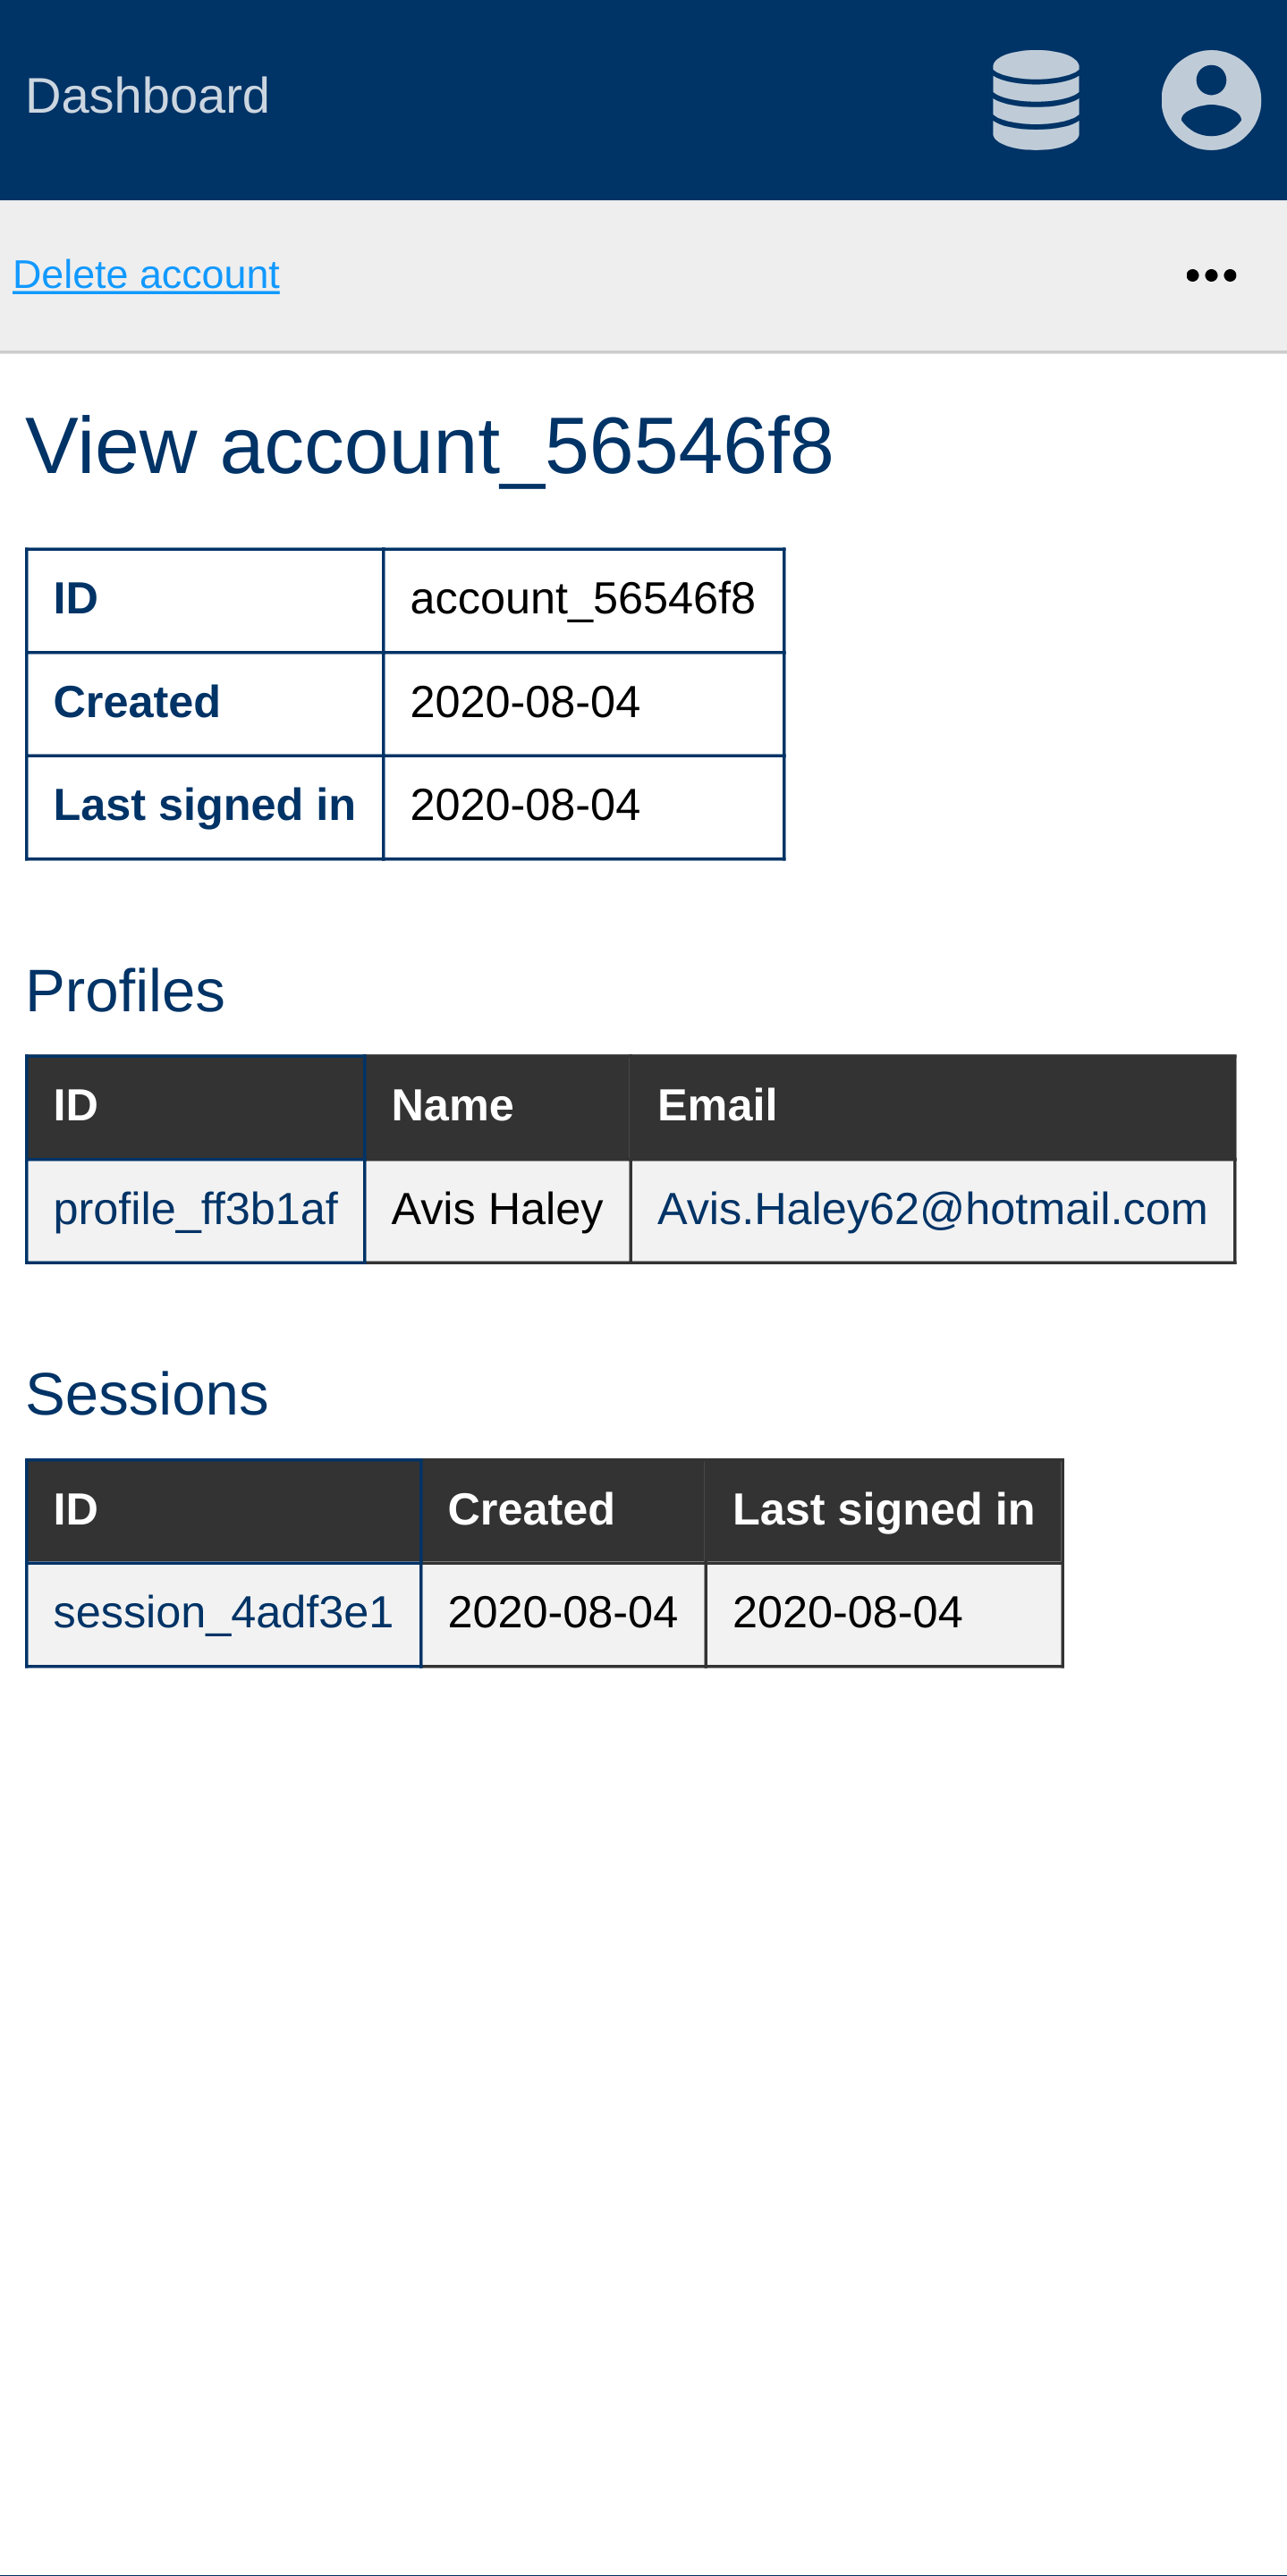 Dashboard
Delete account
View account_56546f8
ID account_56546f8
Created 2020-08-04
Last signed in 2020-08-04
Profiles
ID Name Email
profile_ff3b1af Avis Haley Avis.Haley62@hotmail.com
Sessions
ID Created Last signed in
session_4adf3e1 2020-08-04 2020-08-04